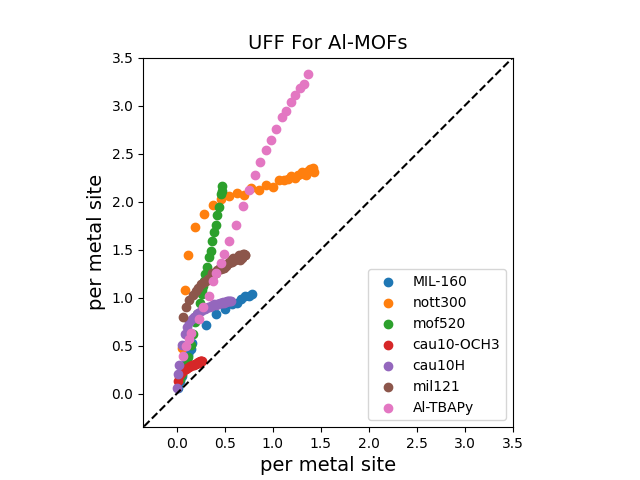 UFF For Al-MOFs
3.5
3.0
2.5
2.0
1.5
1.0
0.5
0.0
per metal site
MIL-160
nott300
mof520
cau10-OCH3
cau10H
mil121
Al-TBAPy
0.0 0.5 1.0 1.5 2.0 2.5 3.0 3.5
per metal site